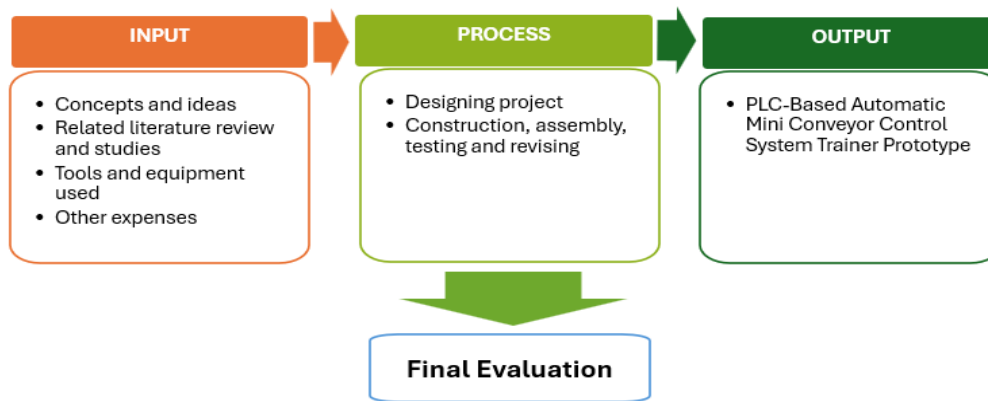 INPUT
PROCESS
OUTPUT
• Concepts and ideas
• Related literature review
and studies
• Tools and equipment
used
• Other expenses
• Designing project
• Construction, assembly,
testing and revising
• PLC-Based Automatic
Mini Conveyor Control
System Trainer Prototype
Final Evaluation